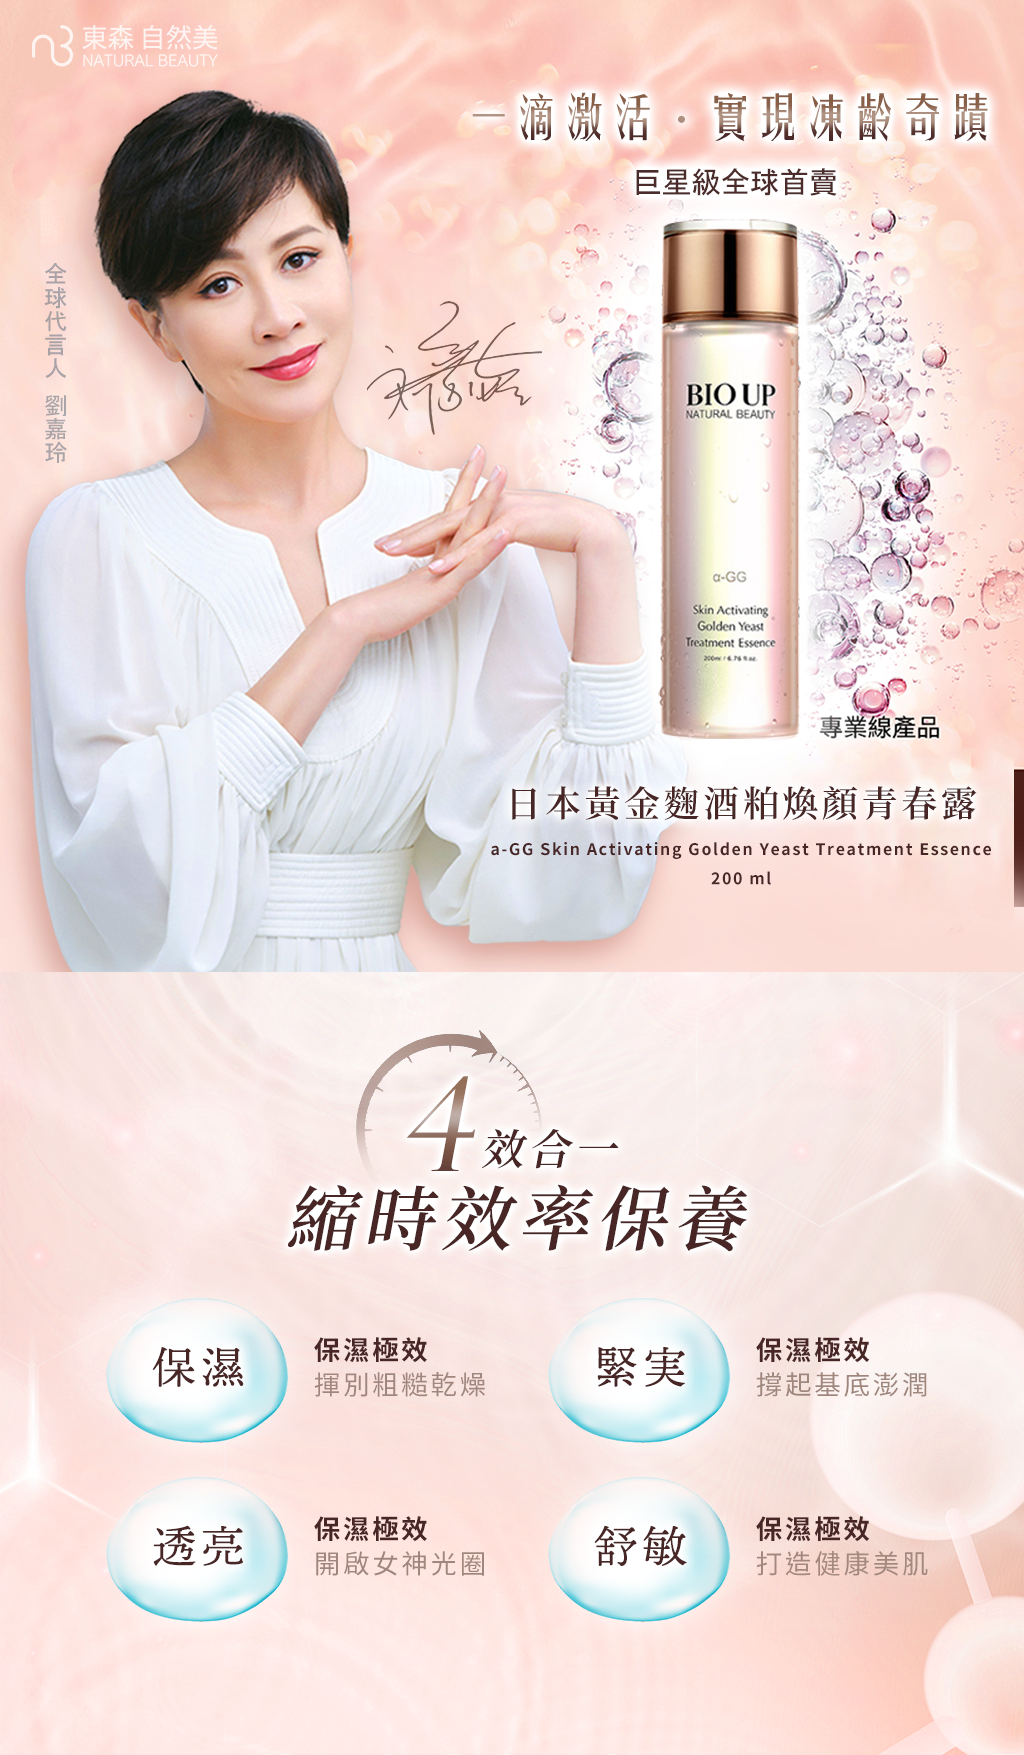 東森 自然美
NATURAL BEAUTY
一滴激活·實現凍齡奇蹟
巨星級全球首賣
全球代言人 劉嘉玲
BIO UP
NATURAL BEAUTY
α-GG
Skin Activating
Golden Yeast
Treatment Essence
200ml / 6.76 fl.oz.
專業線產品
日本黃金麴酒粕煥顏青春露
a-GG Skin Activating Golden Yeast Treatment Essence
200 ml
4效合一
縮時效率保養
保濕
保濕極效
揮別粗糙乾燥
緊実
保濕極效
撐起基底澎潤
透亮
保濕極效
開啟女神光圈
舒敏
保濕極效
打造健康美肌